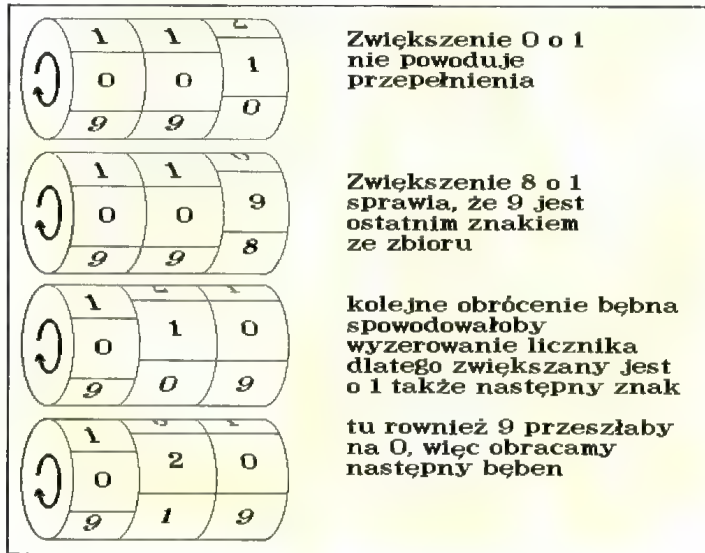 1 1
0 0 1
9 9 0
Zwiększenie 0 o 1
nie powoduje
przepełnienia
1 1
0 0 9
9 9 8
Zwiększenie 8 o 1
sprawia, że 9 jest
ostatnim znakiem
ze zbioru
1
0 1 0
9 0 9
kolejne obrócenie bębna
spowodowałoby
wyzerowanie licznika
dlatego zwiększany jest
o 1 także następny znak
1
0 2 0
9 1 9
tu rownież 9 przeszłaby
na 0, więc obracamy
następny bęben